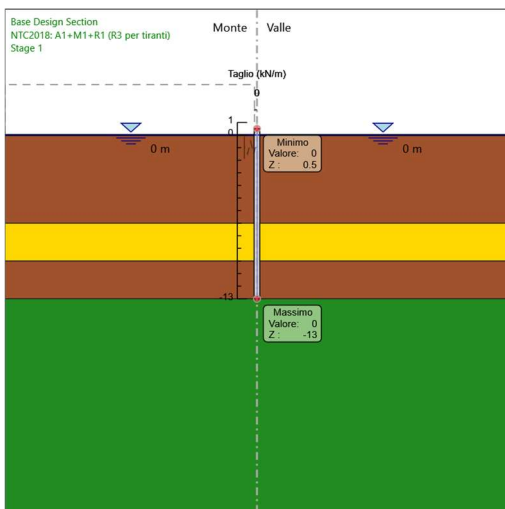 Base Design Section
NTC2018: A1+M1+R1 (R3 per tiranti)
Stage 1
Monte
Valle
Taglio (kN/m)
0
1
0
0 m
0 m
Minimo
Valore: 0
Z : 0.5
-13
Massimo
Valore: 0
Z : -13